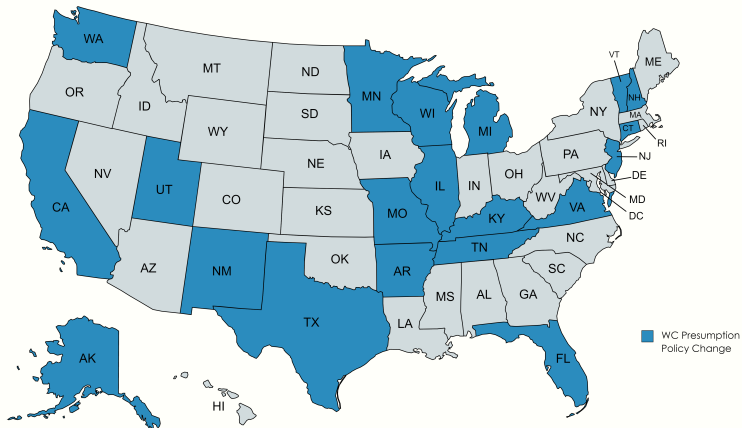 WA
MT
ND
MN
VT
ME
OR
ID
SD
WI
NH
WY
MI
NY
MA
CT
RI
IA
NE
PA
NJ
NV
UT
CO
IL
IN
OH
DE
WV
MD
CA
KS
MO
KY
VA
DC
TN
NC
AZ
NM
OK
AR
SC
MS
AL
GA
TX
LA
WC Presumption
Policy Change
AK
FL
HI